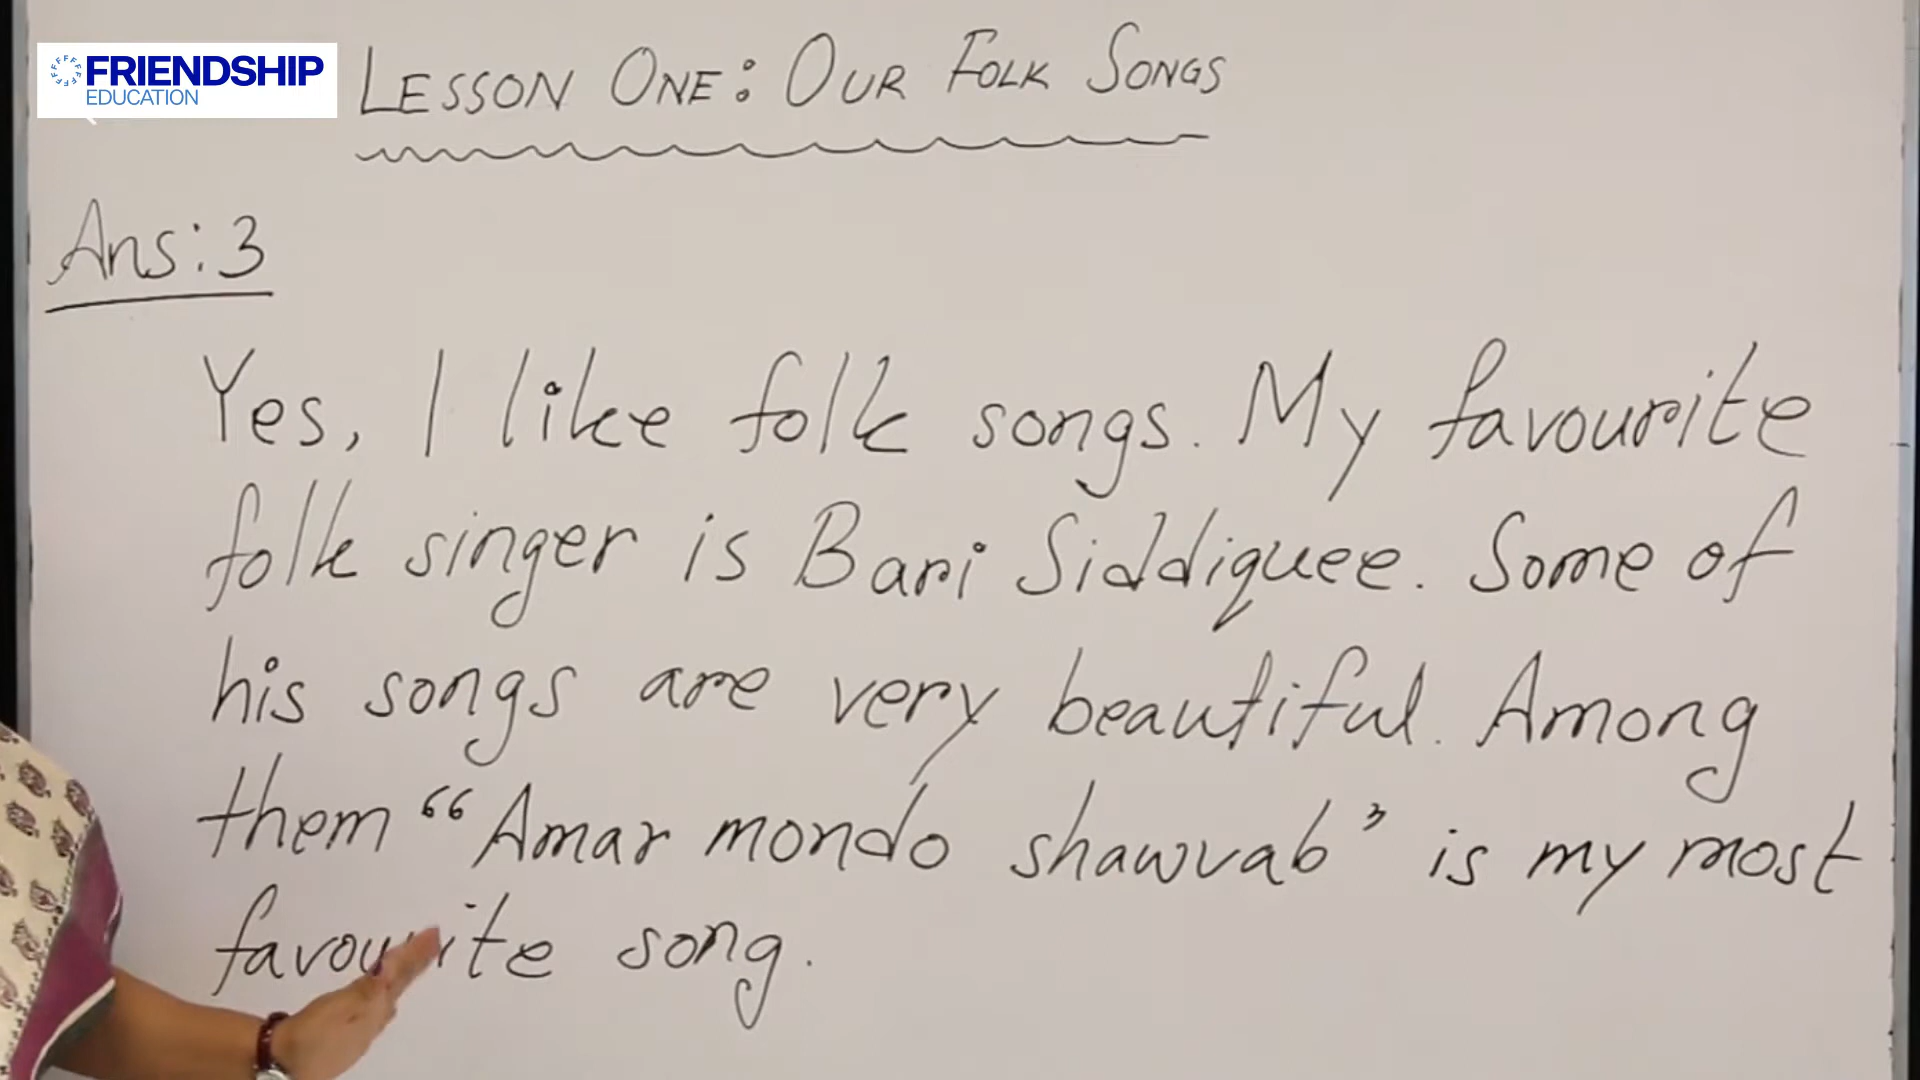 FRIENDSHIP
EDUCATION
LESSON ONE: OUR FOLK SONGS
Ans: 3
Yes, I like folk songs. My favourite
folk singer is Bari Siddiquee. Some of
his songs are very beautiful. Among
them “Amar mondo shawvab” is my most
favourite song.